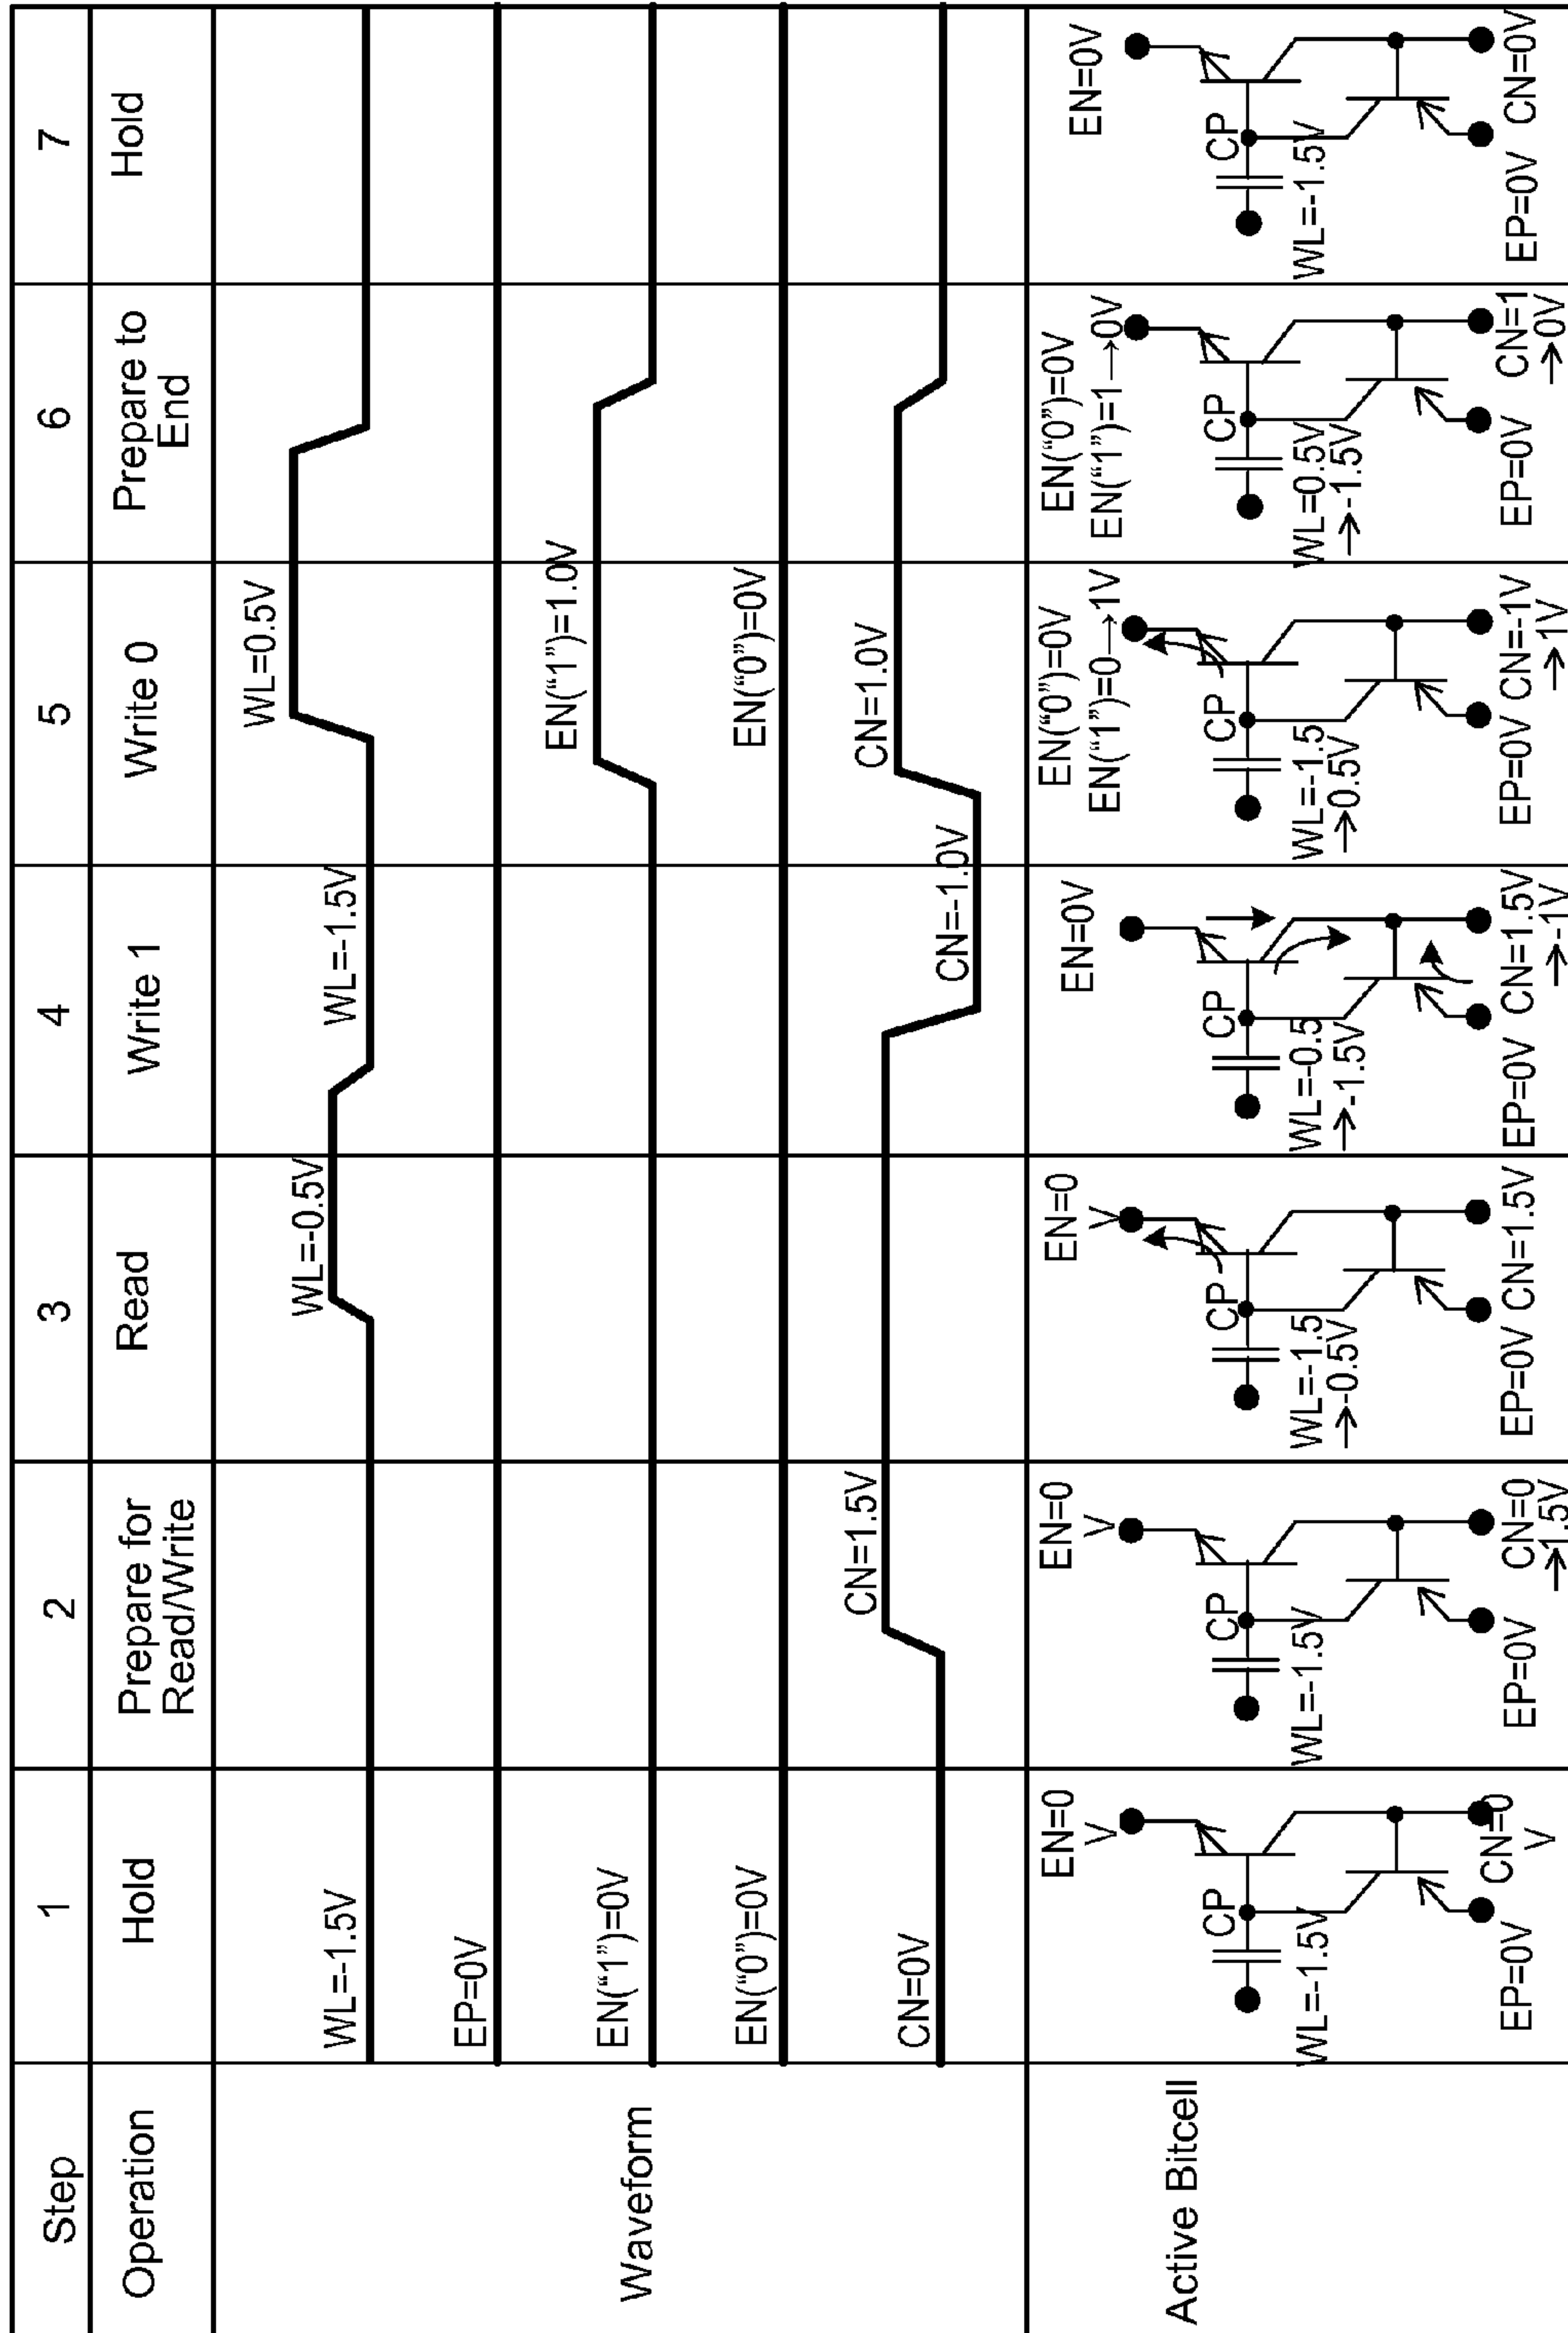 Step
1
2
3
4
5
6
7
Operation
Hold
Prepare for
Read/Write
Read
Write 1
Write 0
Prepare to
End
Hold
Waveform
WL=-1.5V
WL=-0.5V
WL=-1.5V
WL=0.5V
EP=0V
EN(“1”)=0V
EN(“1”)=1.0V
EN(“0”)=0V
EN(“0”)=0V
CN=0V
CN=1.5V
CN=-1.0V
CN=1.0V
Active Bitcell
EN=0
V
CP
WL=-1.5V
EP=0V
CN=0
V
EN=0
V
CP
WL=-1.5V
EP=0V
CN=0
→1.5V
EN=0
V
CP
WL=-1.5
→-0.5V
EP=0V CN=1.5V
EN=0V
CP
WL=-0.5
→-1.5V
EP=0V CN=1.5V
→-1V
EN(“0”)=0V
EN(“1”)=0→1V
CP
WL=-1.5
→0.5V
EP=0V CN=-1V
→1V
EN(“0”)=0V
EN(“1”)=1→0V
CP
WL=0.5V
→-1.5V
EP=0V
CN=1
→0V
EN=0V
CP
WL=-1.5V
EP=0V
CN=0V